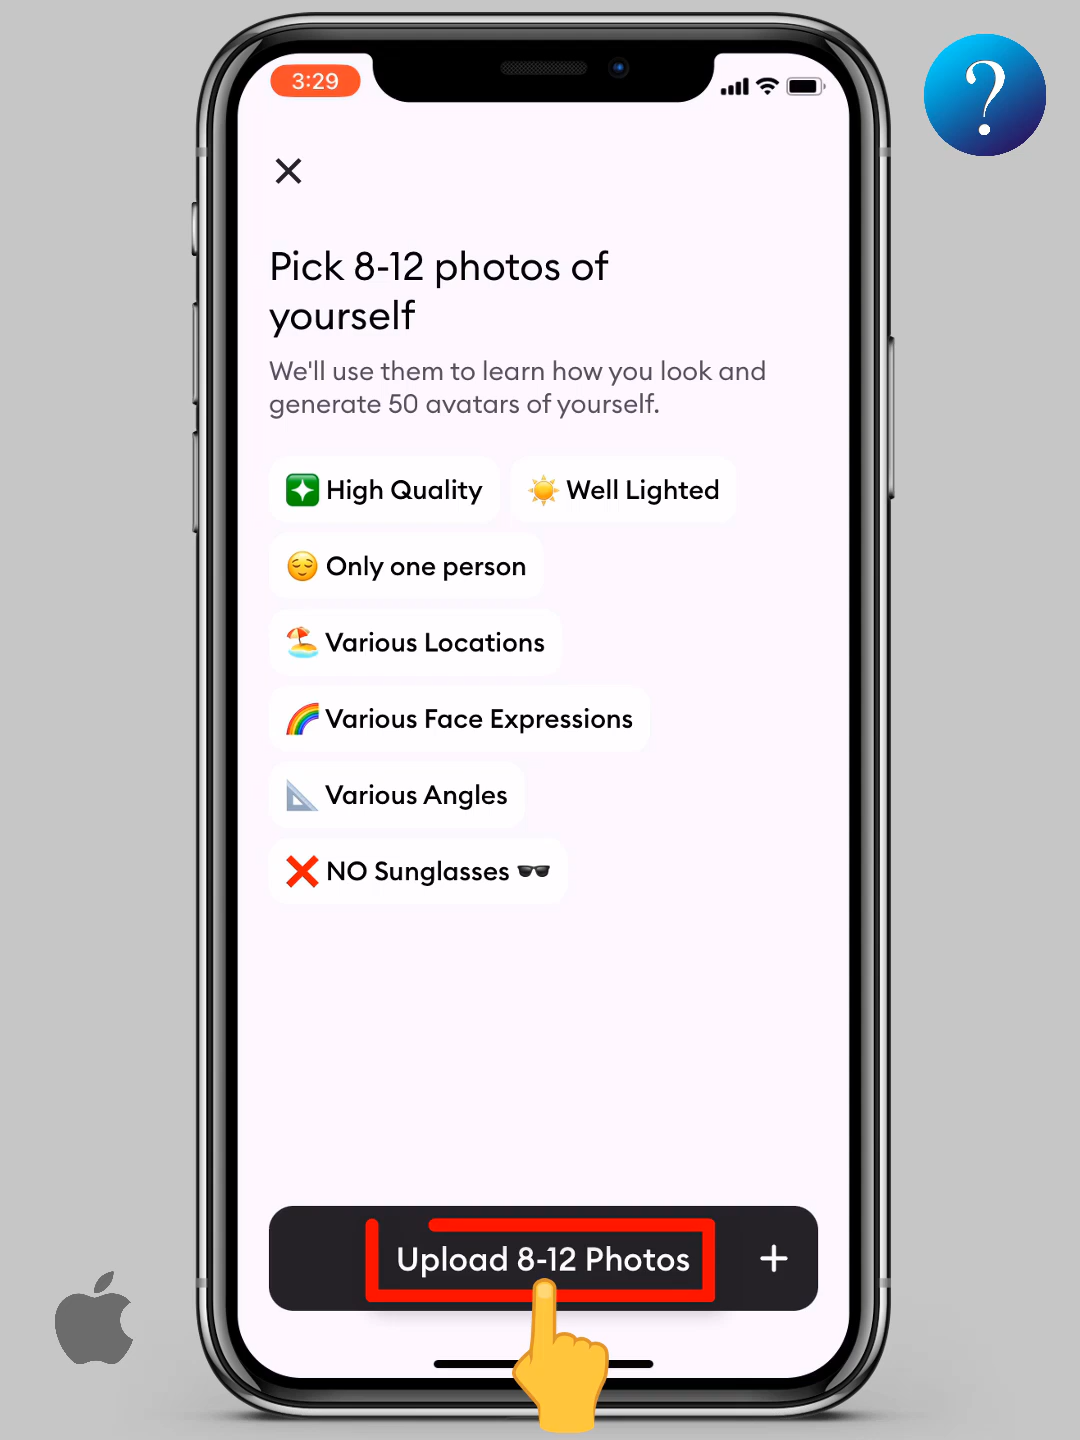 3:29
?
Pick 8-12 photos of
yourself
We'll use them to learn how you look and
generate 50 avatars of yourself.
High Quality
Well Lighted
Only one person
Various Locations
Various Face Expressions
Various Angles
NO Sunglasses
Upload 8-12 Photos +